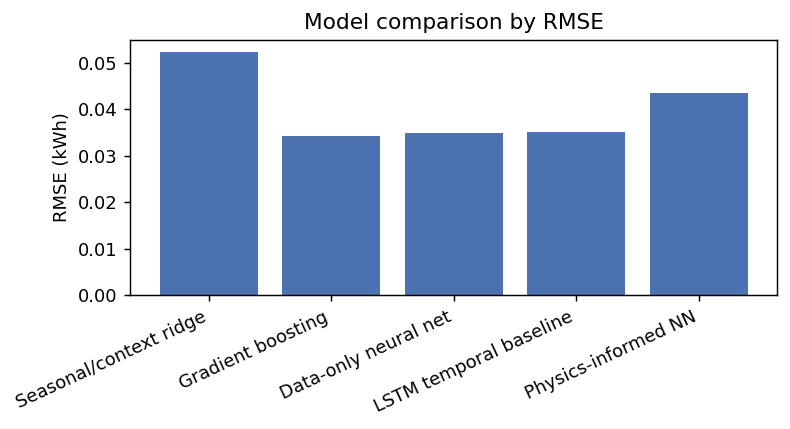 Model comparison by RMSE
RMSE (kWh)
0.05
0.04
0.03
0.02
0.01
0.00
Seasonal/context ridge
Gradient boosting
Data-only neural net
LSTM temporal baseline
Physics-informed NN